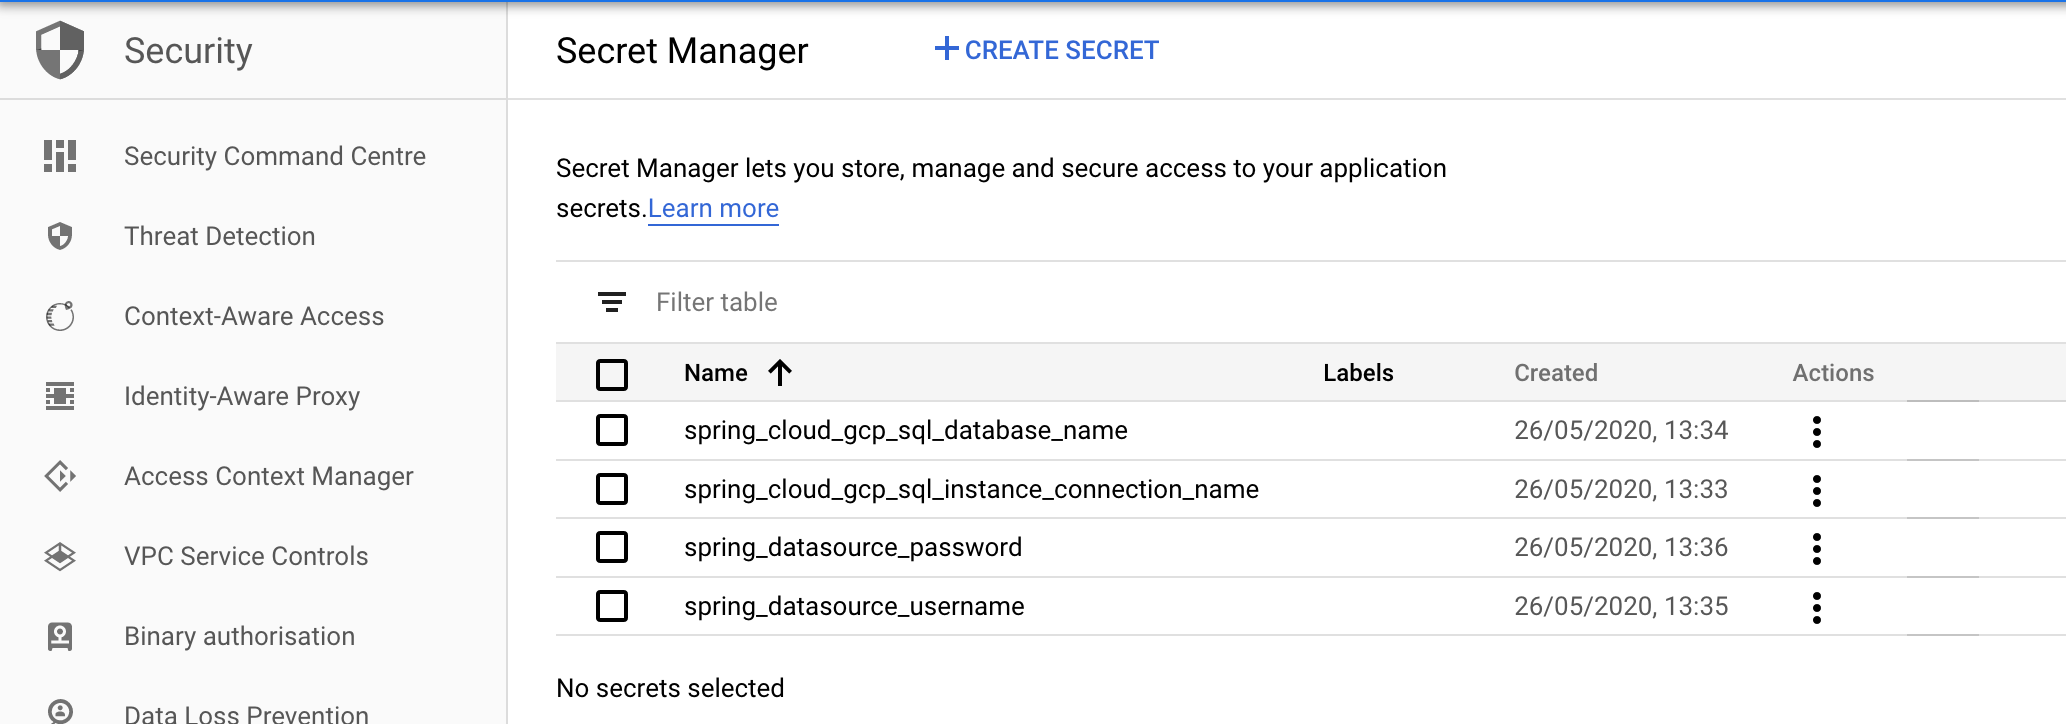 Security
Secret Manager
CREATE SECRET
Security Command Centre
Threat Detection
Context-Aware Access
Identity-Aware Proxy
Access Context Manager
VPC Service Controls
Binary authorisation
Data Loss Prevention
Secret Manager lets you store, manage and secure access to your application
secrets.Learn more
Filter table
Name Labels Created Actions
spring_cloud_gcp_sql_database_name 26/05/2020, 13:34
spring_cloud_gcp_sql_instance_connection_name 26/05/2020, 13:33
spring_datasource_password 26/05/2020, 13:36
spring_datasource_username 26/05/2020, 13:35
No secrets selected